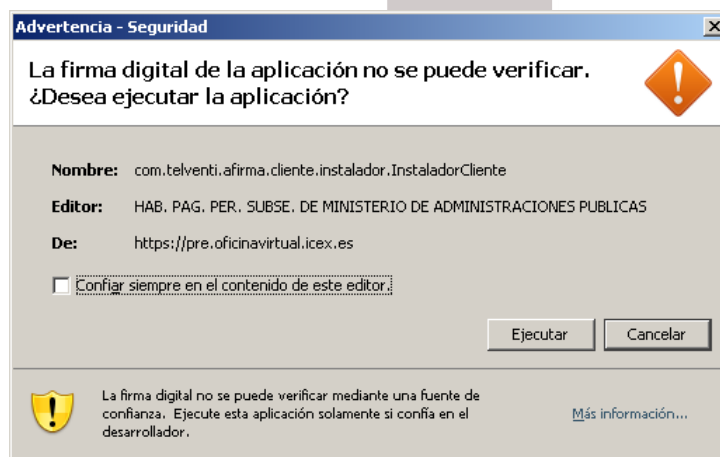 Advertencia - Seguridad
La firma digital de la aplicación no se puede verificar.
¿Desea ejecutar la aplicación?
Nombre: com.telventi.afirma.cliente.instalador.InstaladorCliente
Editor: HAB. PAG. PER. SUBSE. DE MINISTERIO DE ADMINISTRACIONES PUBLICAS
De: https://pre.oficinavirtual.icex.es
Confiar siempre en el contenido de este editor.
Ejecutar Cancelar
La firma digital no se puede verificar mediante una fuente de
confianza. Ejecute esta aplicación solamente si confía en el
desarrollador.
Más información...